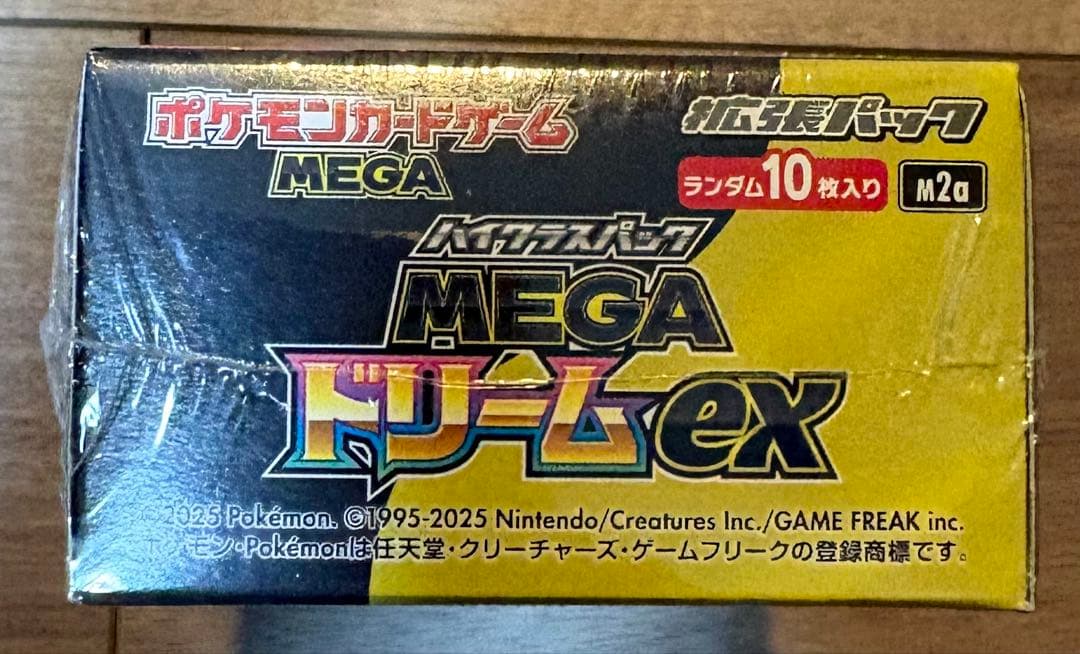 ポケモンカードゲーム
MEGA
拡張パック
ランダム10枚入り
M2a
ハイクラスパック
MEGA
ドリームex
2025 Pokémon. ©1995-2025 Nintendo/Creatures Inc./GAME FREAK inc.
モン・Pokémonは任天堂・クリーチャーズ・ゲームフリークの登録商標です。